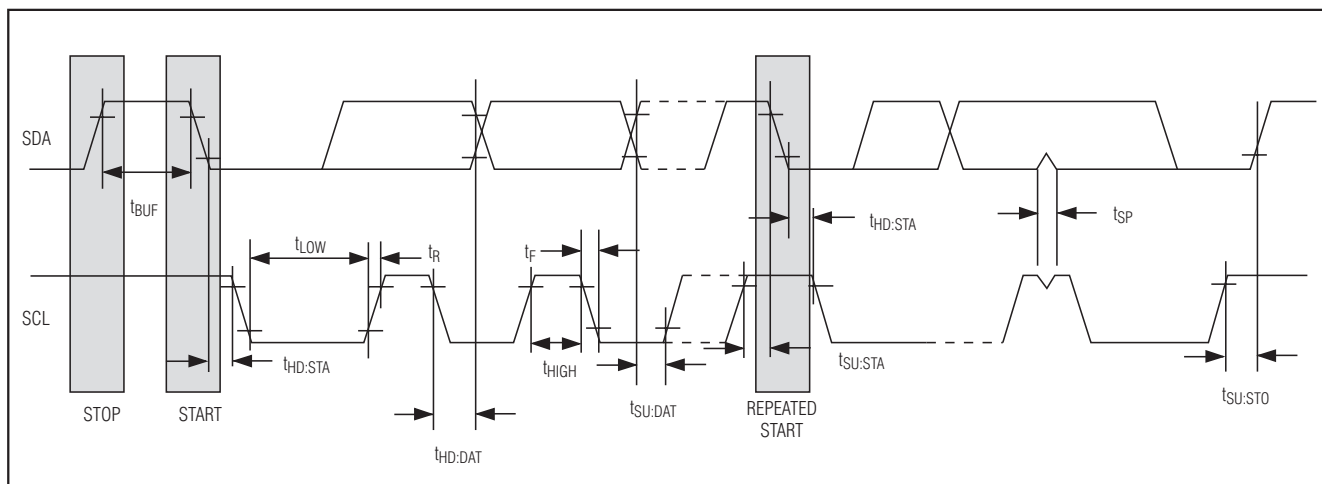 SDA
tBUF
tLOW
tR
tF
tHD:STA
tSP
SCL
tHD:STA
tHIGH
tSU:STA
tSU:DAT
tSU:STO
STOP
START
REPEATED
START
tHD:DAT